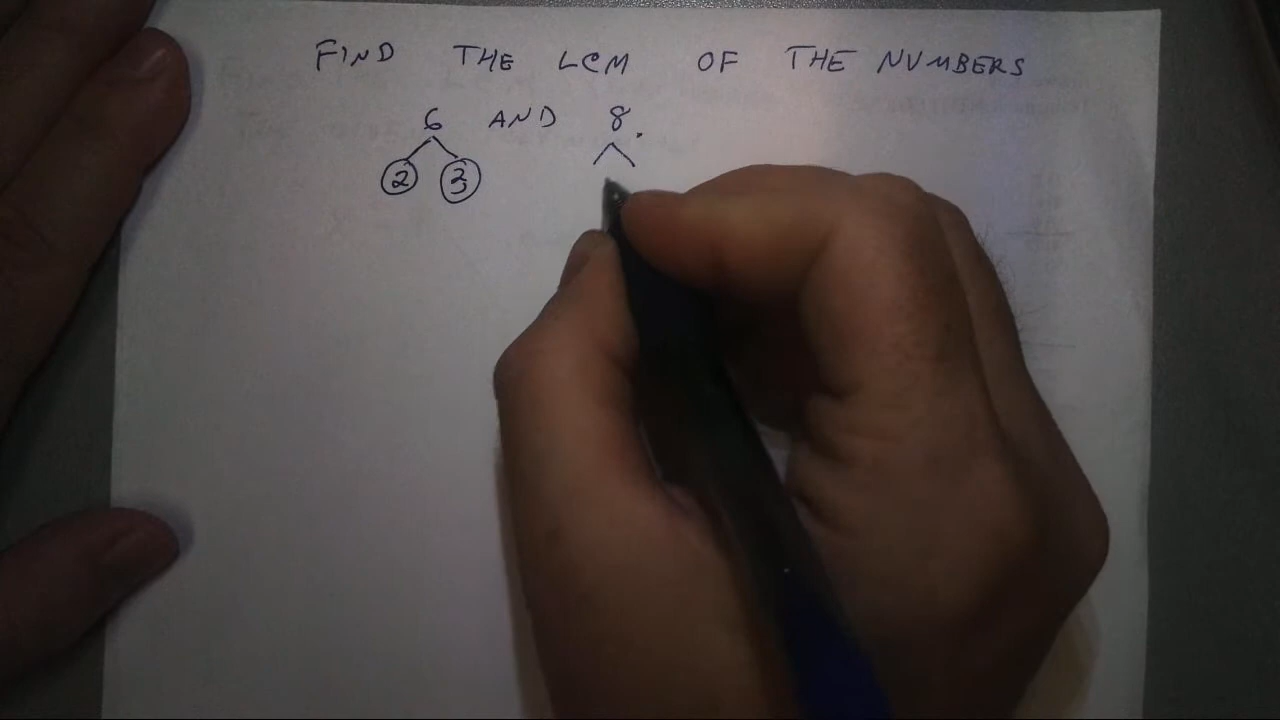 FIND THE LCM OF THE NUMBERS
6 AND 8.
2 3